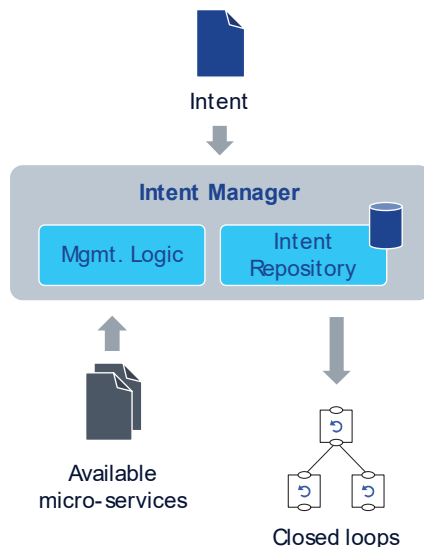 Intent
Intent Manager
Mgmt. Logic
Intent
Repository
Available
micro-services
Closed loops